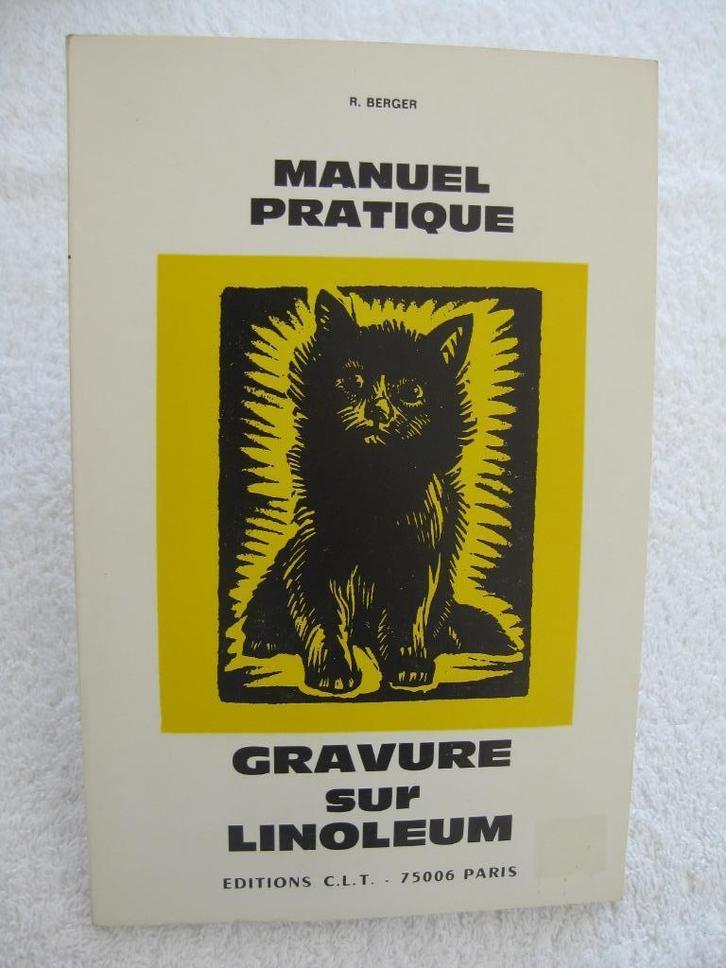 R. BERGER
MANUEL
PRATIQUE
GRAVURE
sur
LINOLEUM
EDITIONS C.L.T. - 75006 PARIS